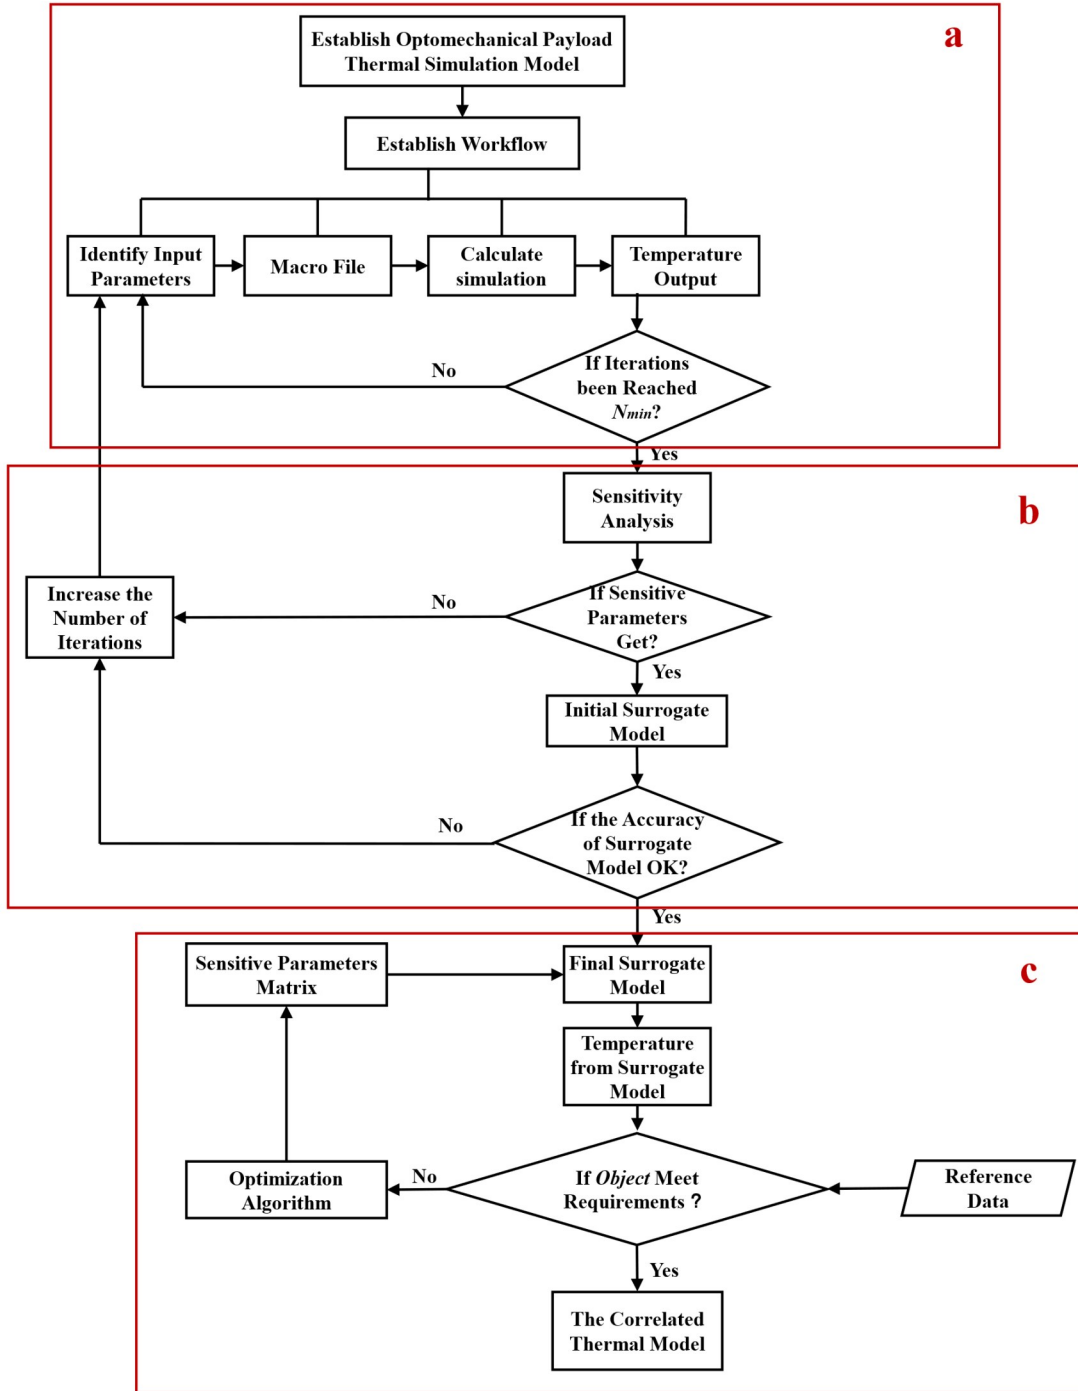 a
Establish Optomechanical Payload
Thermal Simulation Model
Establish Workflow
Identify Input
Parameters
Macro File
Calculate
simulation
Temperature
Output
If Iterations
been Reached
Nmin?
No
Yes
b
Sensitivity
Analysis
If Sensitive
Parameters
Get?
No
Increase the
Number of
Iterations
Yes
Initial Surrogate
Model
If the Accuracy
of Surrogate
Model OK?
No
Yes
c
Sensitive Parameters
Matrix
Final Surrogate
Model
Temperature
from Surrogate
Model
If Object Meet
Requirements ?
No
Optimization
Algorithm
Reference
Data
Yes
The Correlated
Thermal Model